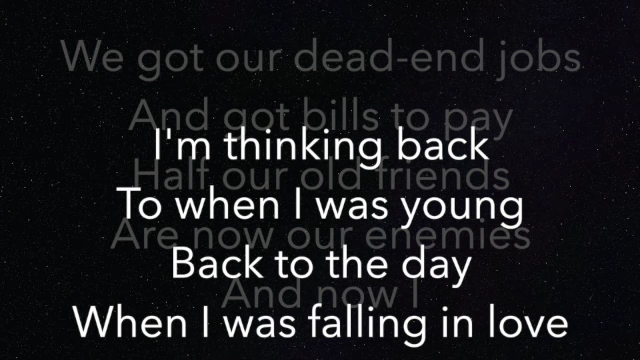 We got our dead-end jobs
And got bills to pay
I'm thinking back
Half our old friends
To when I was young
Are now our enemies
Back to the day
And now I
When I was falling in love